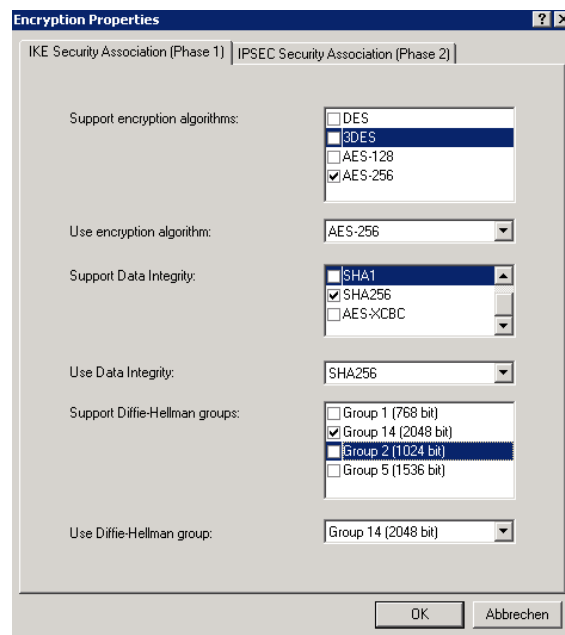 Encryption Properties
IKE Security Association (Phase 1)
IPSEC Security Association (Phase 2)
Support encryption algorithms:
DES
3DES
AES-128
AES-256
Use encryption algorithm:
AES-256
Support Data Integrity:
SHA1
SHA256
AES-XCBC
Use Data Integrity:
SHA256
Support Diffie-Hellman groups:
Group 1 (768 bit)
Group 14 (2048 bit)
Group 2 (1024 bit)
Group 5 (1536 bit)
Use Diffie-Hellman group:
Group 14 (2048 bit)
OK
Abbrechen